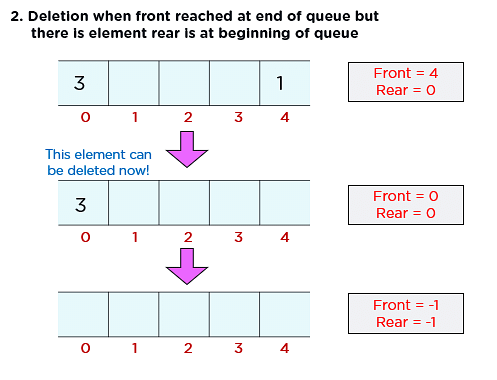 2. Deletion when front reached at end of queue but
there is element rear is at beginning of queue
3 1
Front = 4
Rear = 0
0 1 2 3 4
This element can
be deleted now!
3
Front = 0
Rear = 0
0 1 2 3 4
Front = -1
Rear = -1
0 1 2 3 4